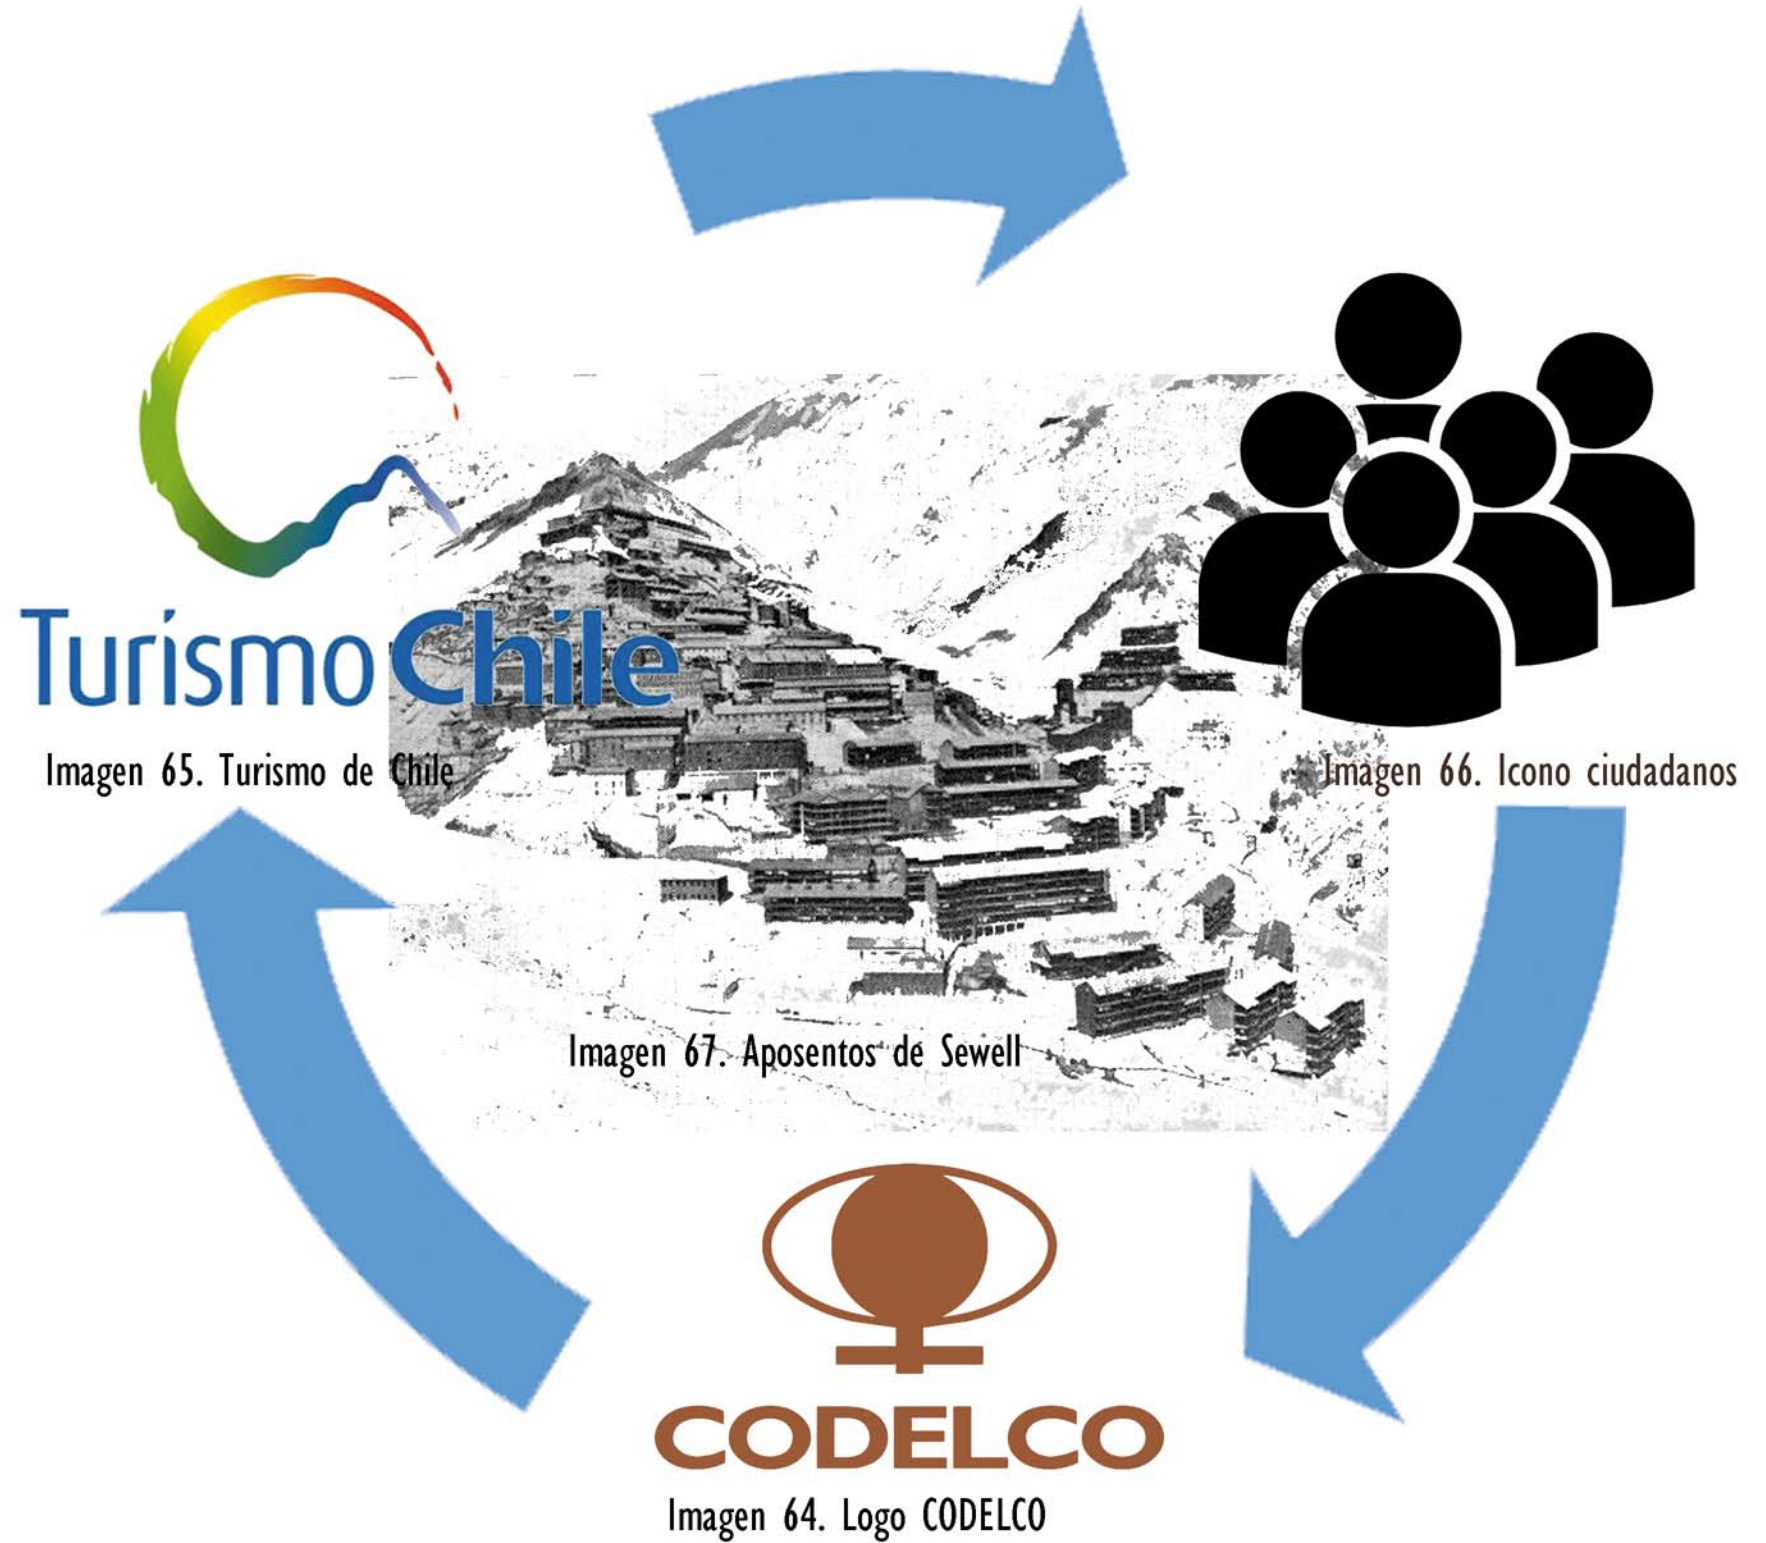 Turismo Chile
Imagen 65. Turismo de Chile
Imagen 66. Icono ciudadanos
Imagen 67. Aposentos de Sewell
CODELCO
Imagen 64. Logo CODELCO